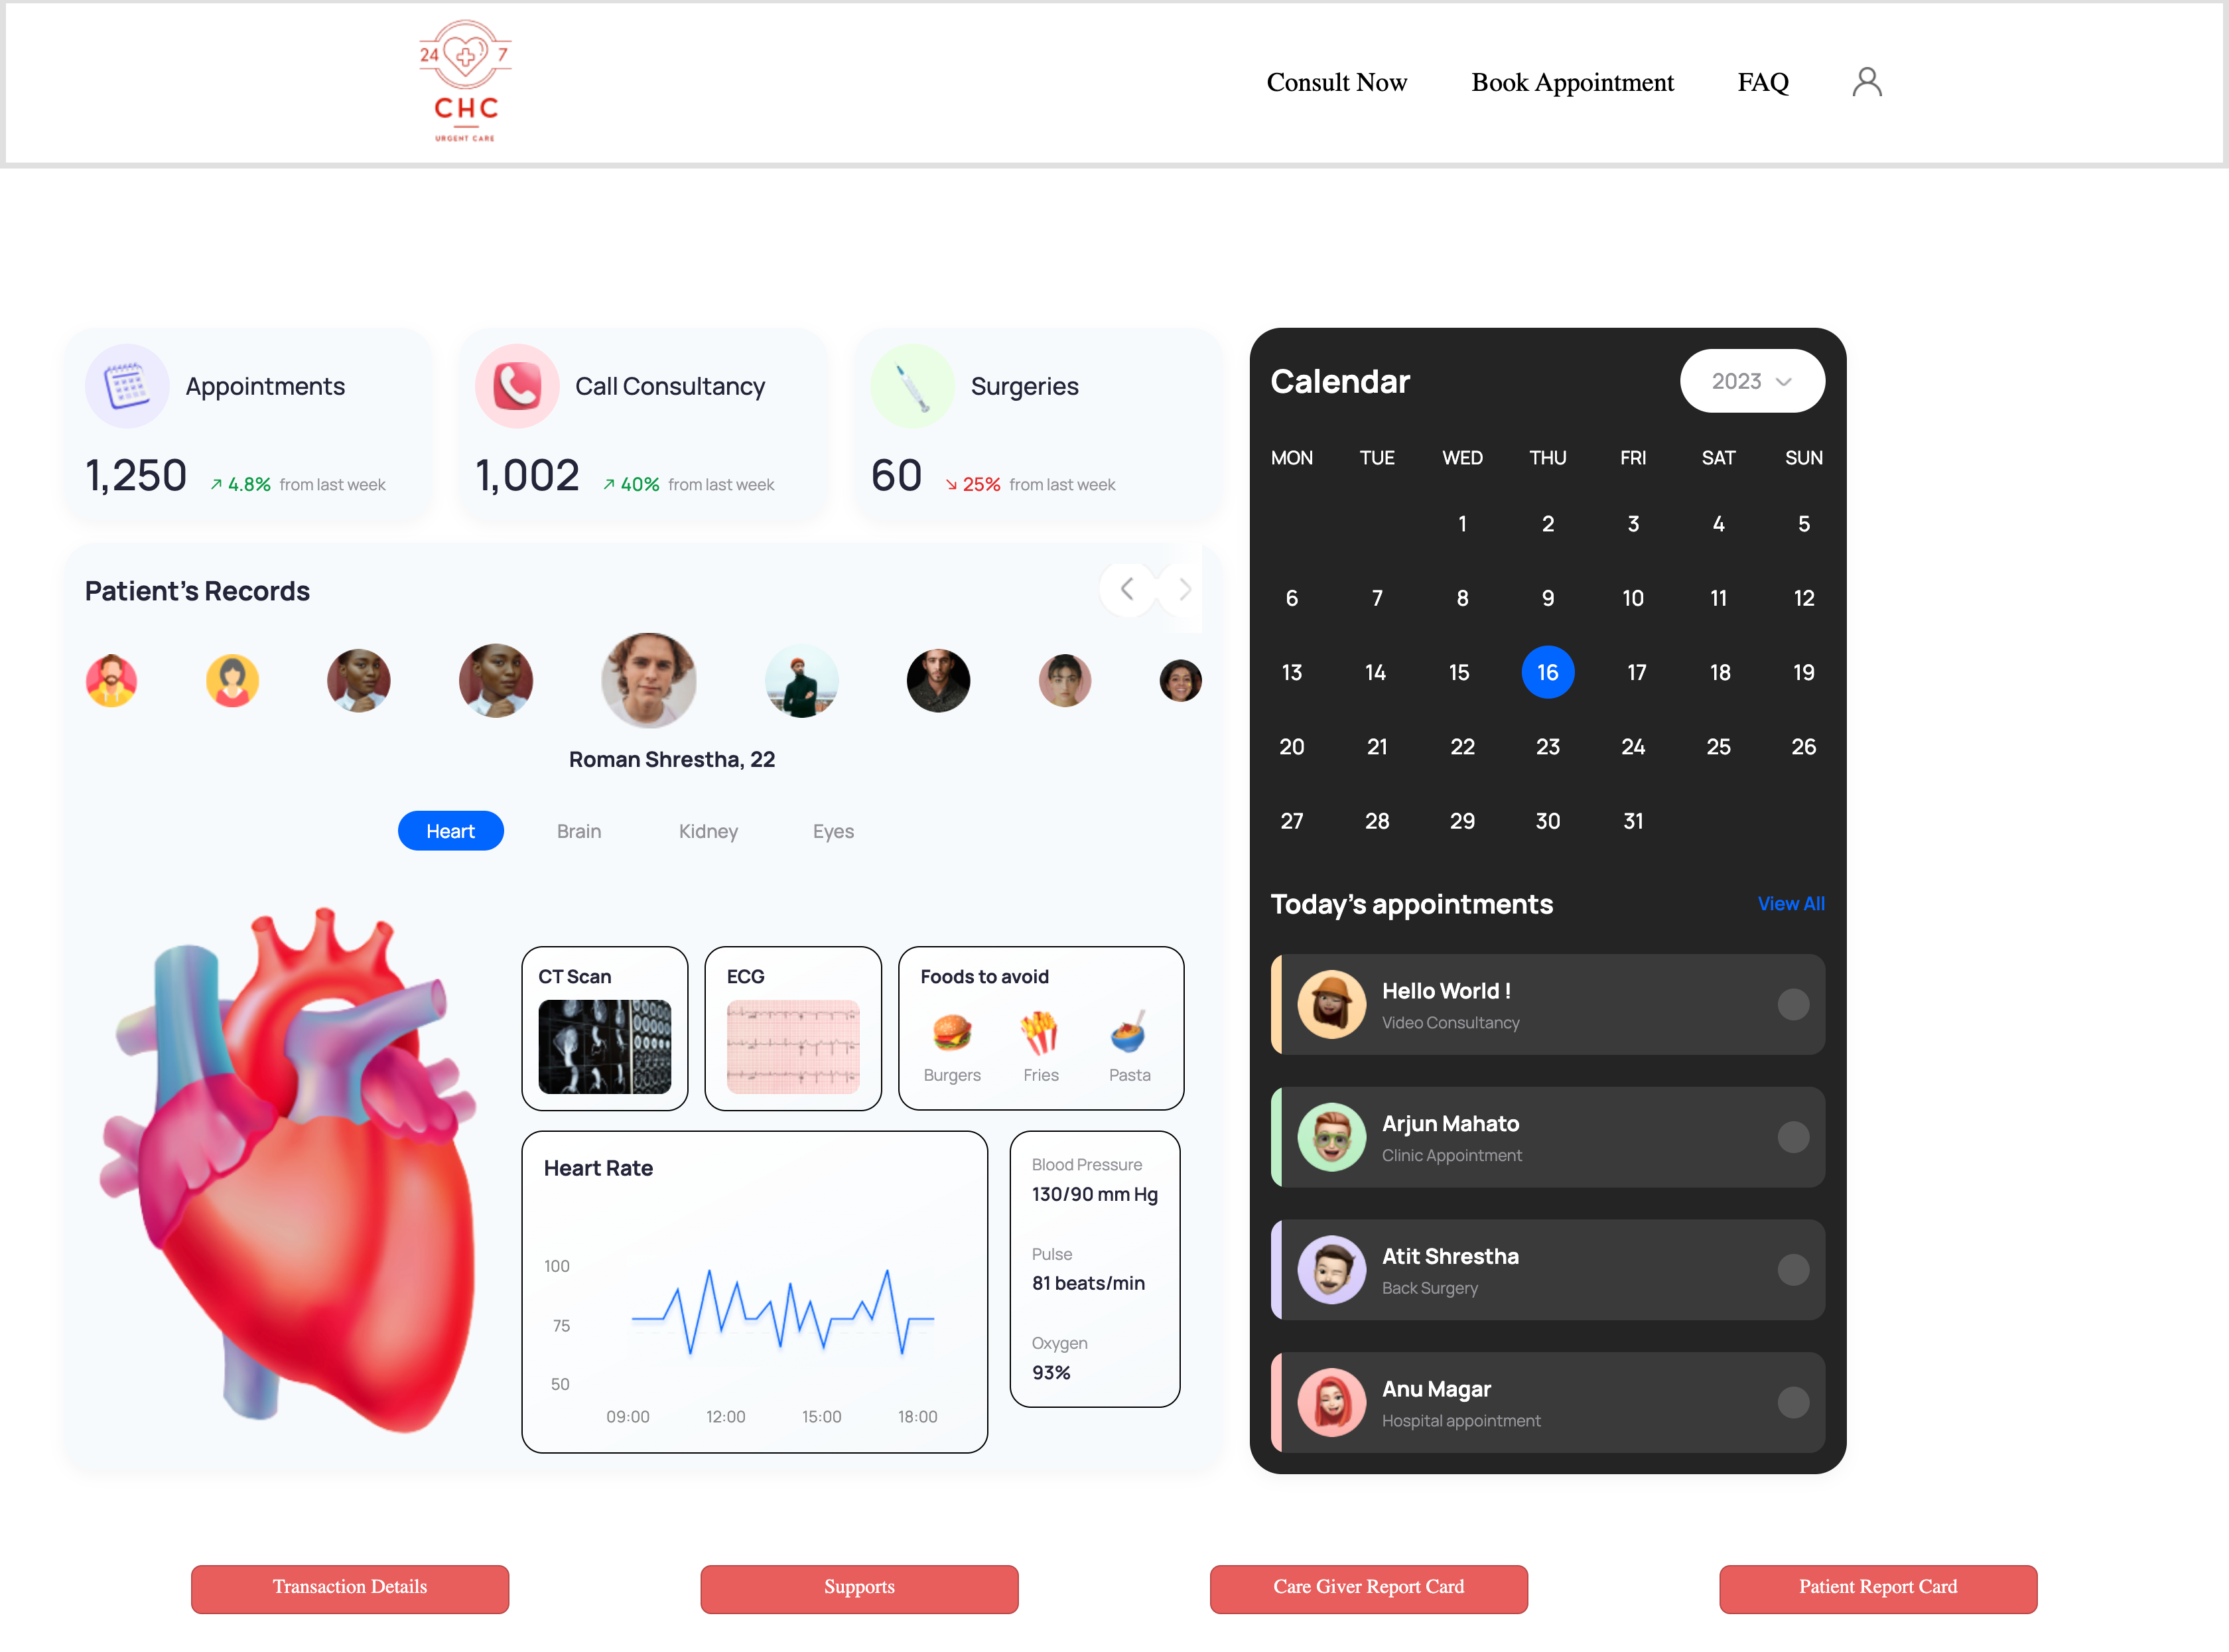 24 7
CHC
URGENT CARE
Consult Now
Book Appointment
FAQ
Appointments
1,250
4.8% from last week
Call Consultancy
1,002
40% from last week
Surgeries
60
25% from last week
Patient's Records
Roman Shrestha, 22
Heart
Brain
Kidney
Eyes
CT Scan
ECG
Foods to avoid
Burgers
Fries
Pasta
Heart Rate
100
75
50
09:00 12:00 15:00 18:00
Blood Pressure
130/90 mm Hg
Pulse
81 beats/min
Oxygen
93%
Calendar
2023
MON TUE WED THU FRI SAT SUN
1 2 3 4 5
6 7 8 9 10 11 12
13 14 15 16 17 18 19
20 21 22 23 24 25 26
27 28 29 30 31
Today's appointments
View All
Hello World !
Video Consultancy
Arjun Mahato
Clinic Appointment
Atit Shrestha
Back Surgery
Anu Magar
Hospital appointment
Transaction Details
Supports
Care Giver Report Card
Patient Report Card